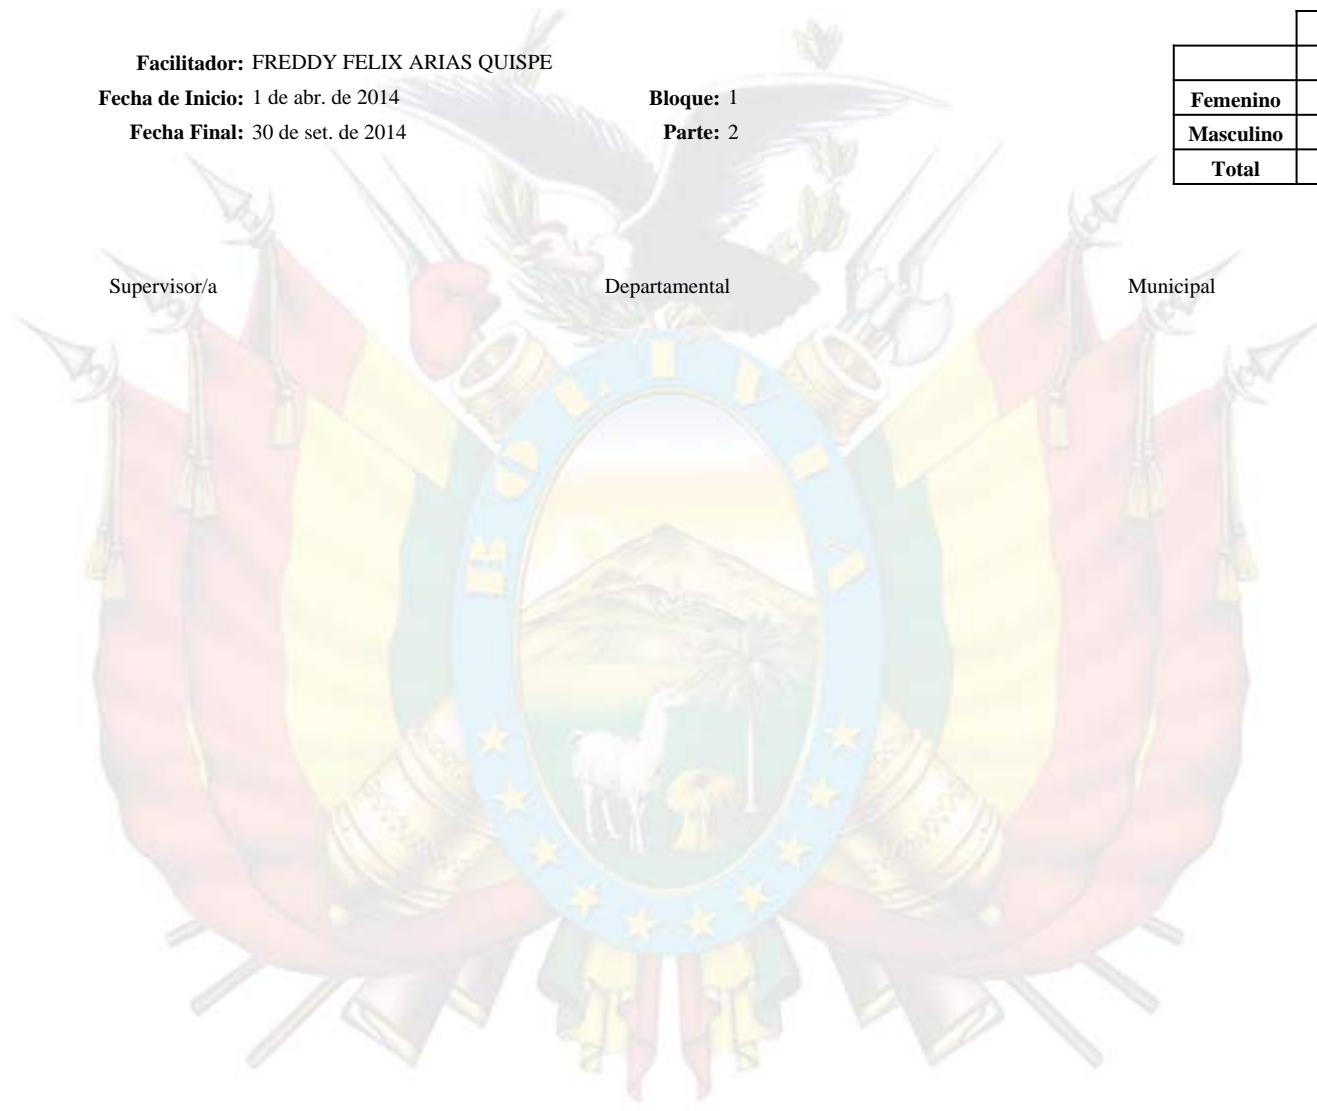 Facilitador: FREDDY FELIX ARIAS QUISPE
Fecha de Inicio: 1 de abr. de 2014 Bloque: 1
Fecha Final: 30 de set. de 2014 Parte: 2
Femenino
Masculino
Total
Supervisor/a Departamental Municipal
BOLIVIA